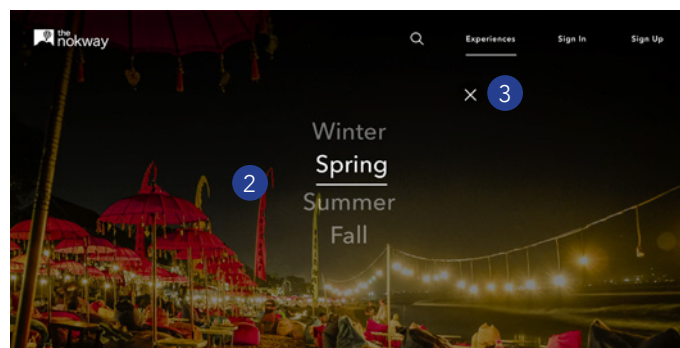 the
nokway
Experiences
Sign In
Sign Up
3
Winter
Spring
2
Summer
Fall